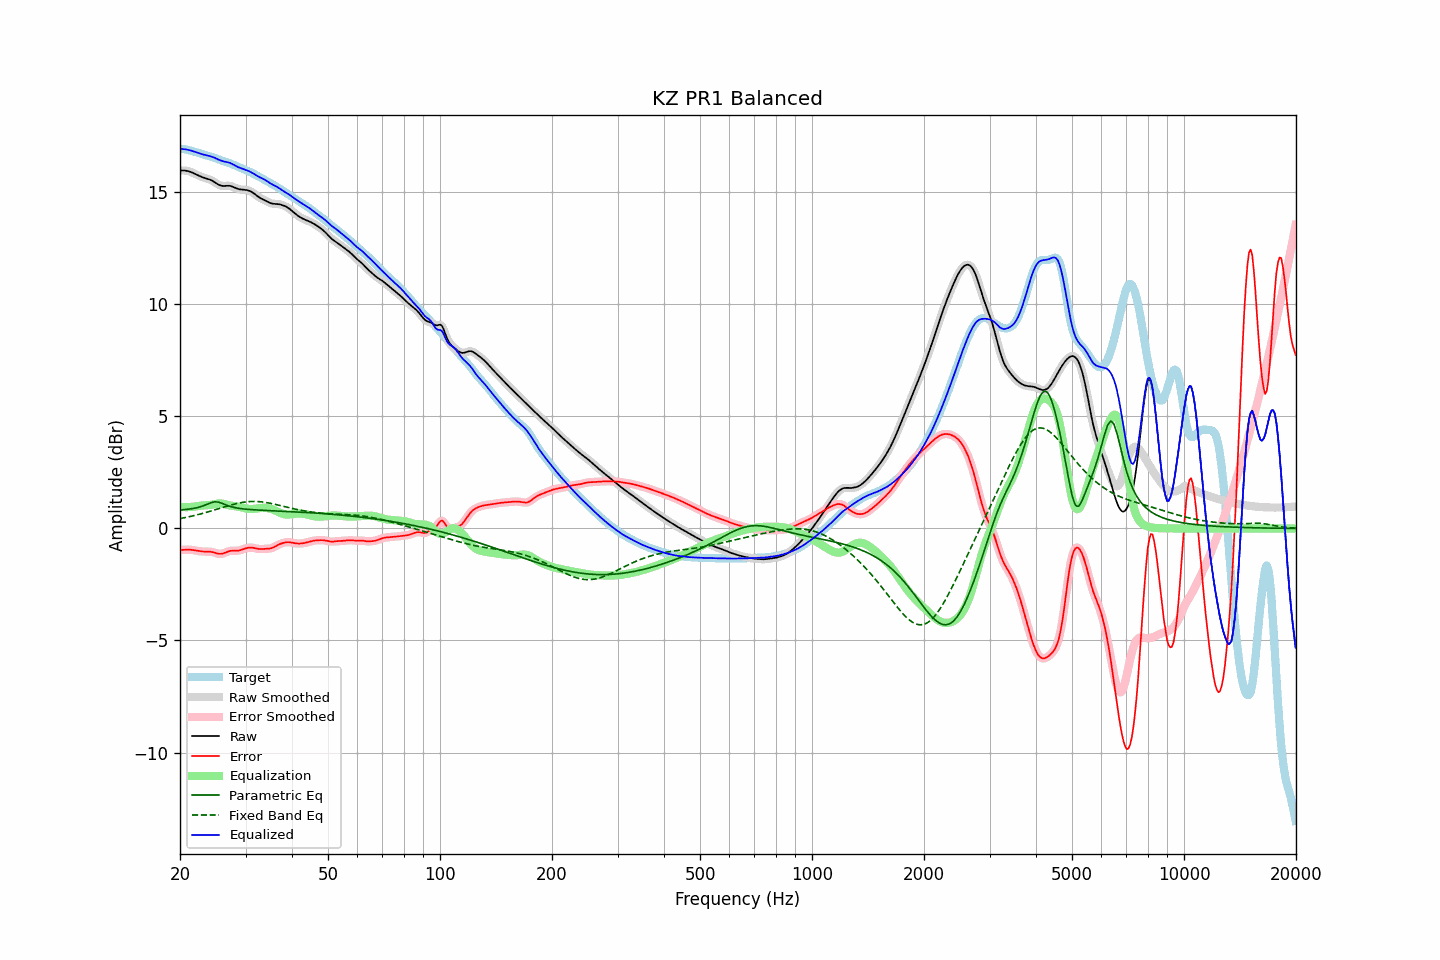 KZ PR1 Balanced
Amplitude (dBr)
15
10
5
0
−5
−10
Target
Raw Smoothed
Error Smoothed
Raw
Error
Equalization
Parametric Eq
Fixed Band Eq
Equalized
20 50 100 200 500 1000 2000 5000 10000 20000
Frequency (Hz)